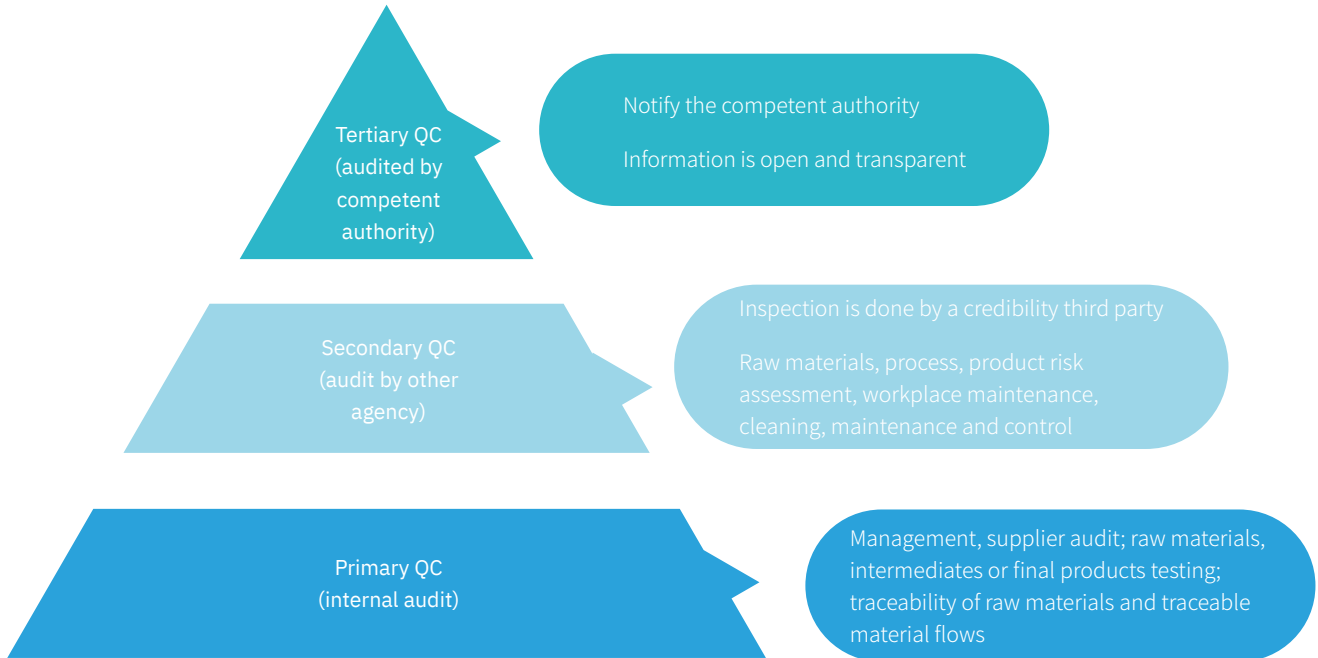 Tertiary QC
(audited by
competent
authority)
Notify the competent authority
Information is open and transparent
Secondary QC
(audit by other
agency)
Inspection is done by a credibility third party
Raw materials, process, product risk
assessment, workplace maintenance,
cleaning, maintenance and control
Primary QC
(internal audit)
Management, supplier audit; raw materials,
intermediates or final products testing;
traceability of raw materials and traceable
material flows